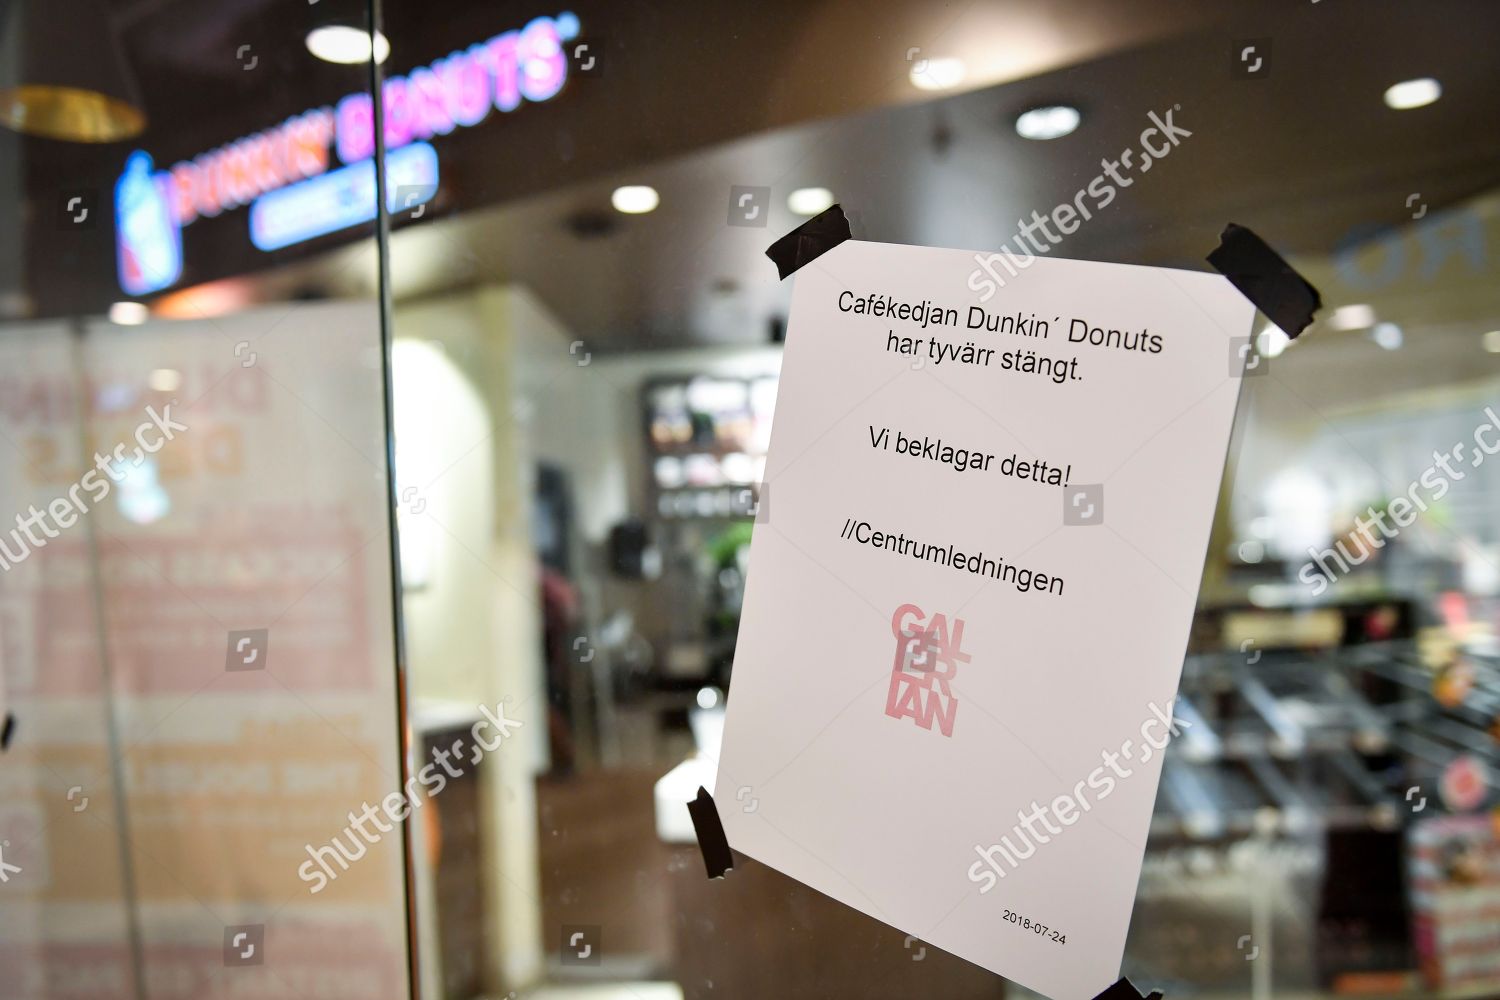 DUNKIN' DONUTS
Cafékedjan Dunkin´ Donuts
har tyvärr stängt.
Vi beklagar detta!
//Centrumledningen
GAL
LER
IAN
2018-07-24
shutterstock
shutterstock
shutterstock
shutterstock
shutterstock
shutterstock